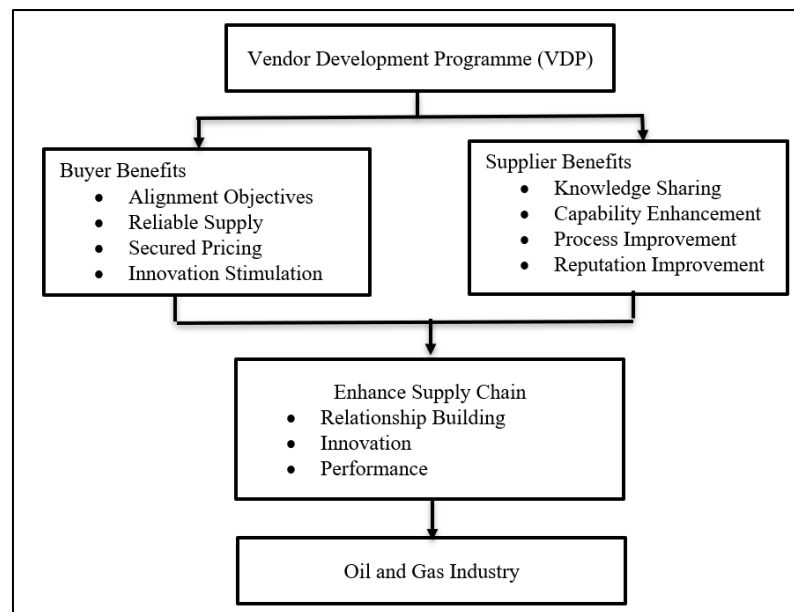 Vendor Development Programme (VDP)
Buyer Benefits
• Alignment Objectives
• Reliable Supply
• Secured Pricing
• Innovation Stimulation
Supplier Benefits
• Knowledge Sharing
• Capability Enhancement
• Process Improvement
• Reputation Improvement
Enhance Supply Chain
• Relationship Building
• Innovation
• Performance
Oil and Gas Industry